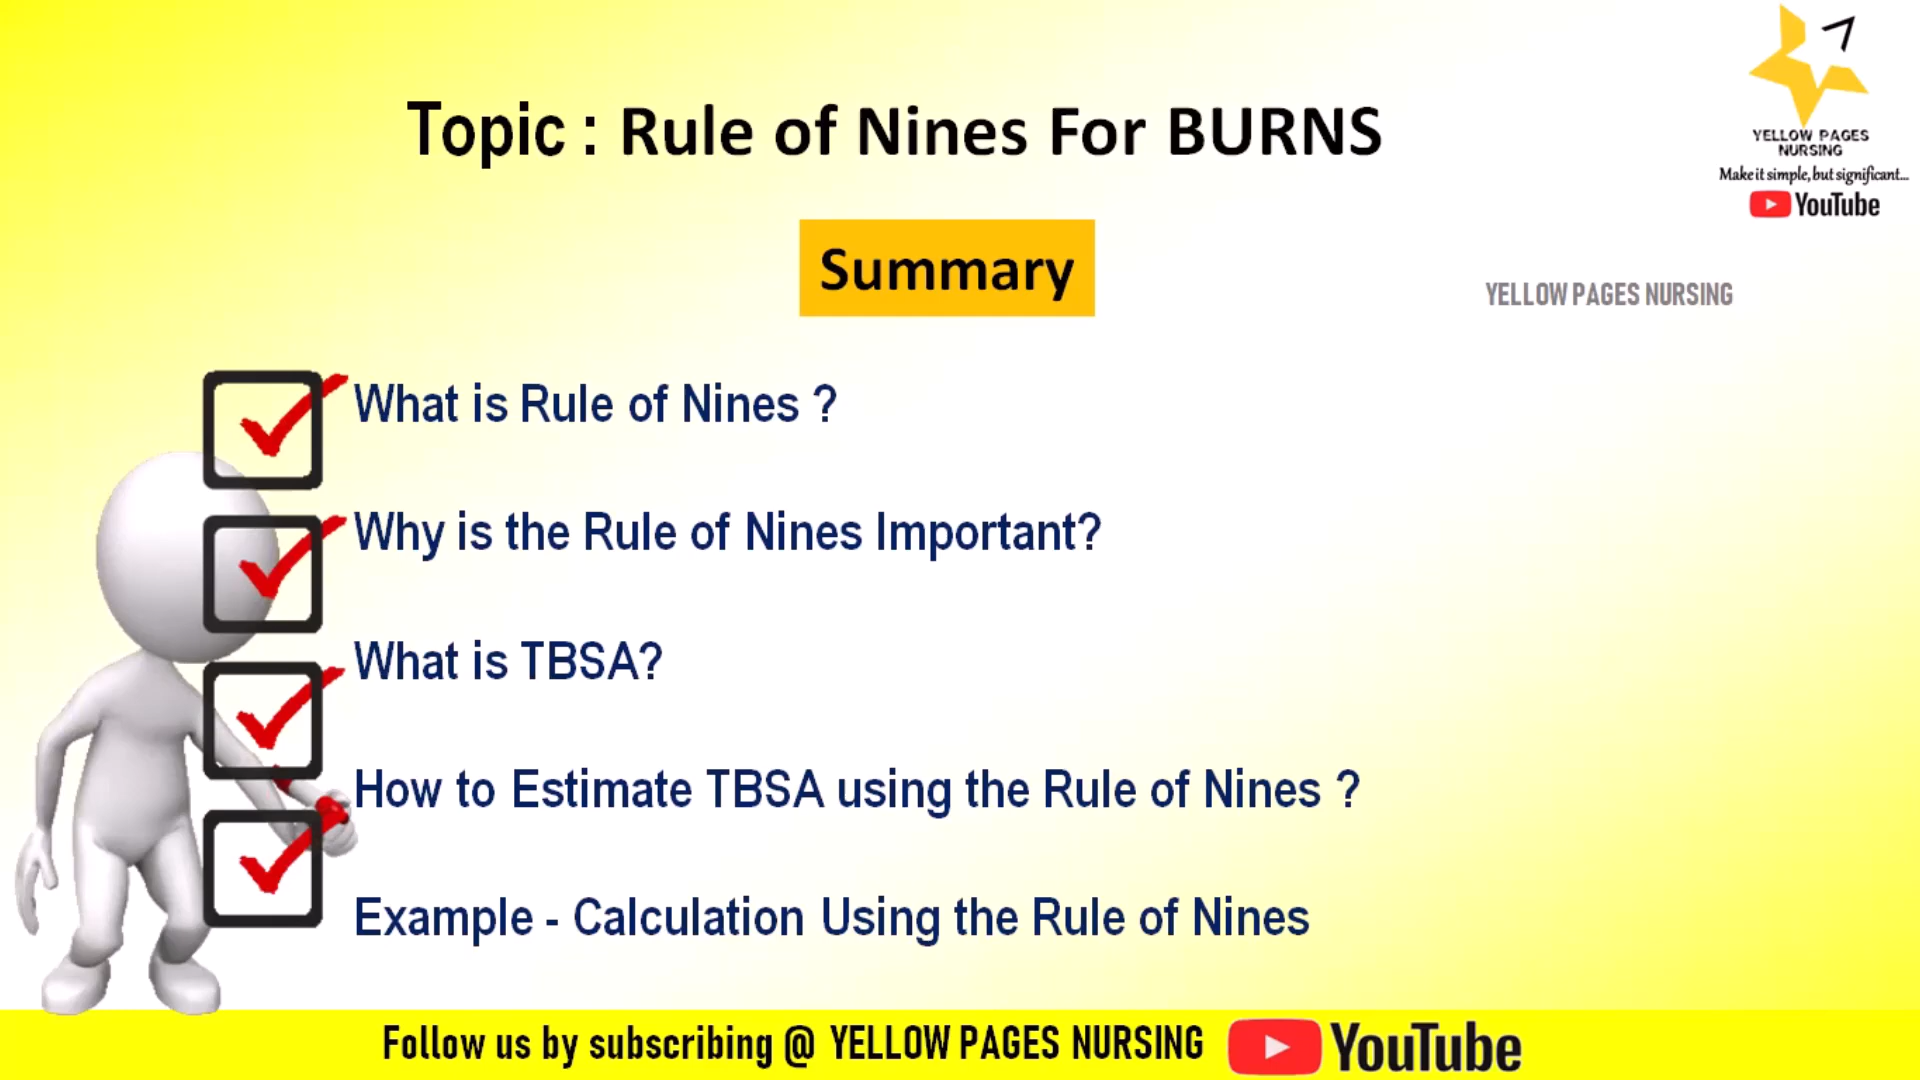 YELLOW PAGES
NURSING
Make it simple, but significant...
YouTube
Topic : Rule of Nines For BURNS
Summary
YELLOW PAGES NURSING
What is Rule of Nines ?
Why is the Rule of Nines Important?
What is TBSA?
How to Estimate TBSA using the Rule of Nines ?
Example - Calculation Using the Rule of Nines
Follow us by subscribing @ YELLOW PAGES NURSING YouTube